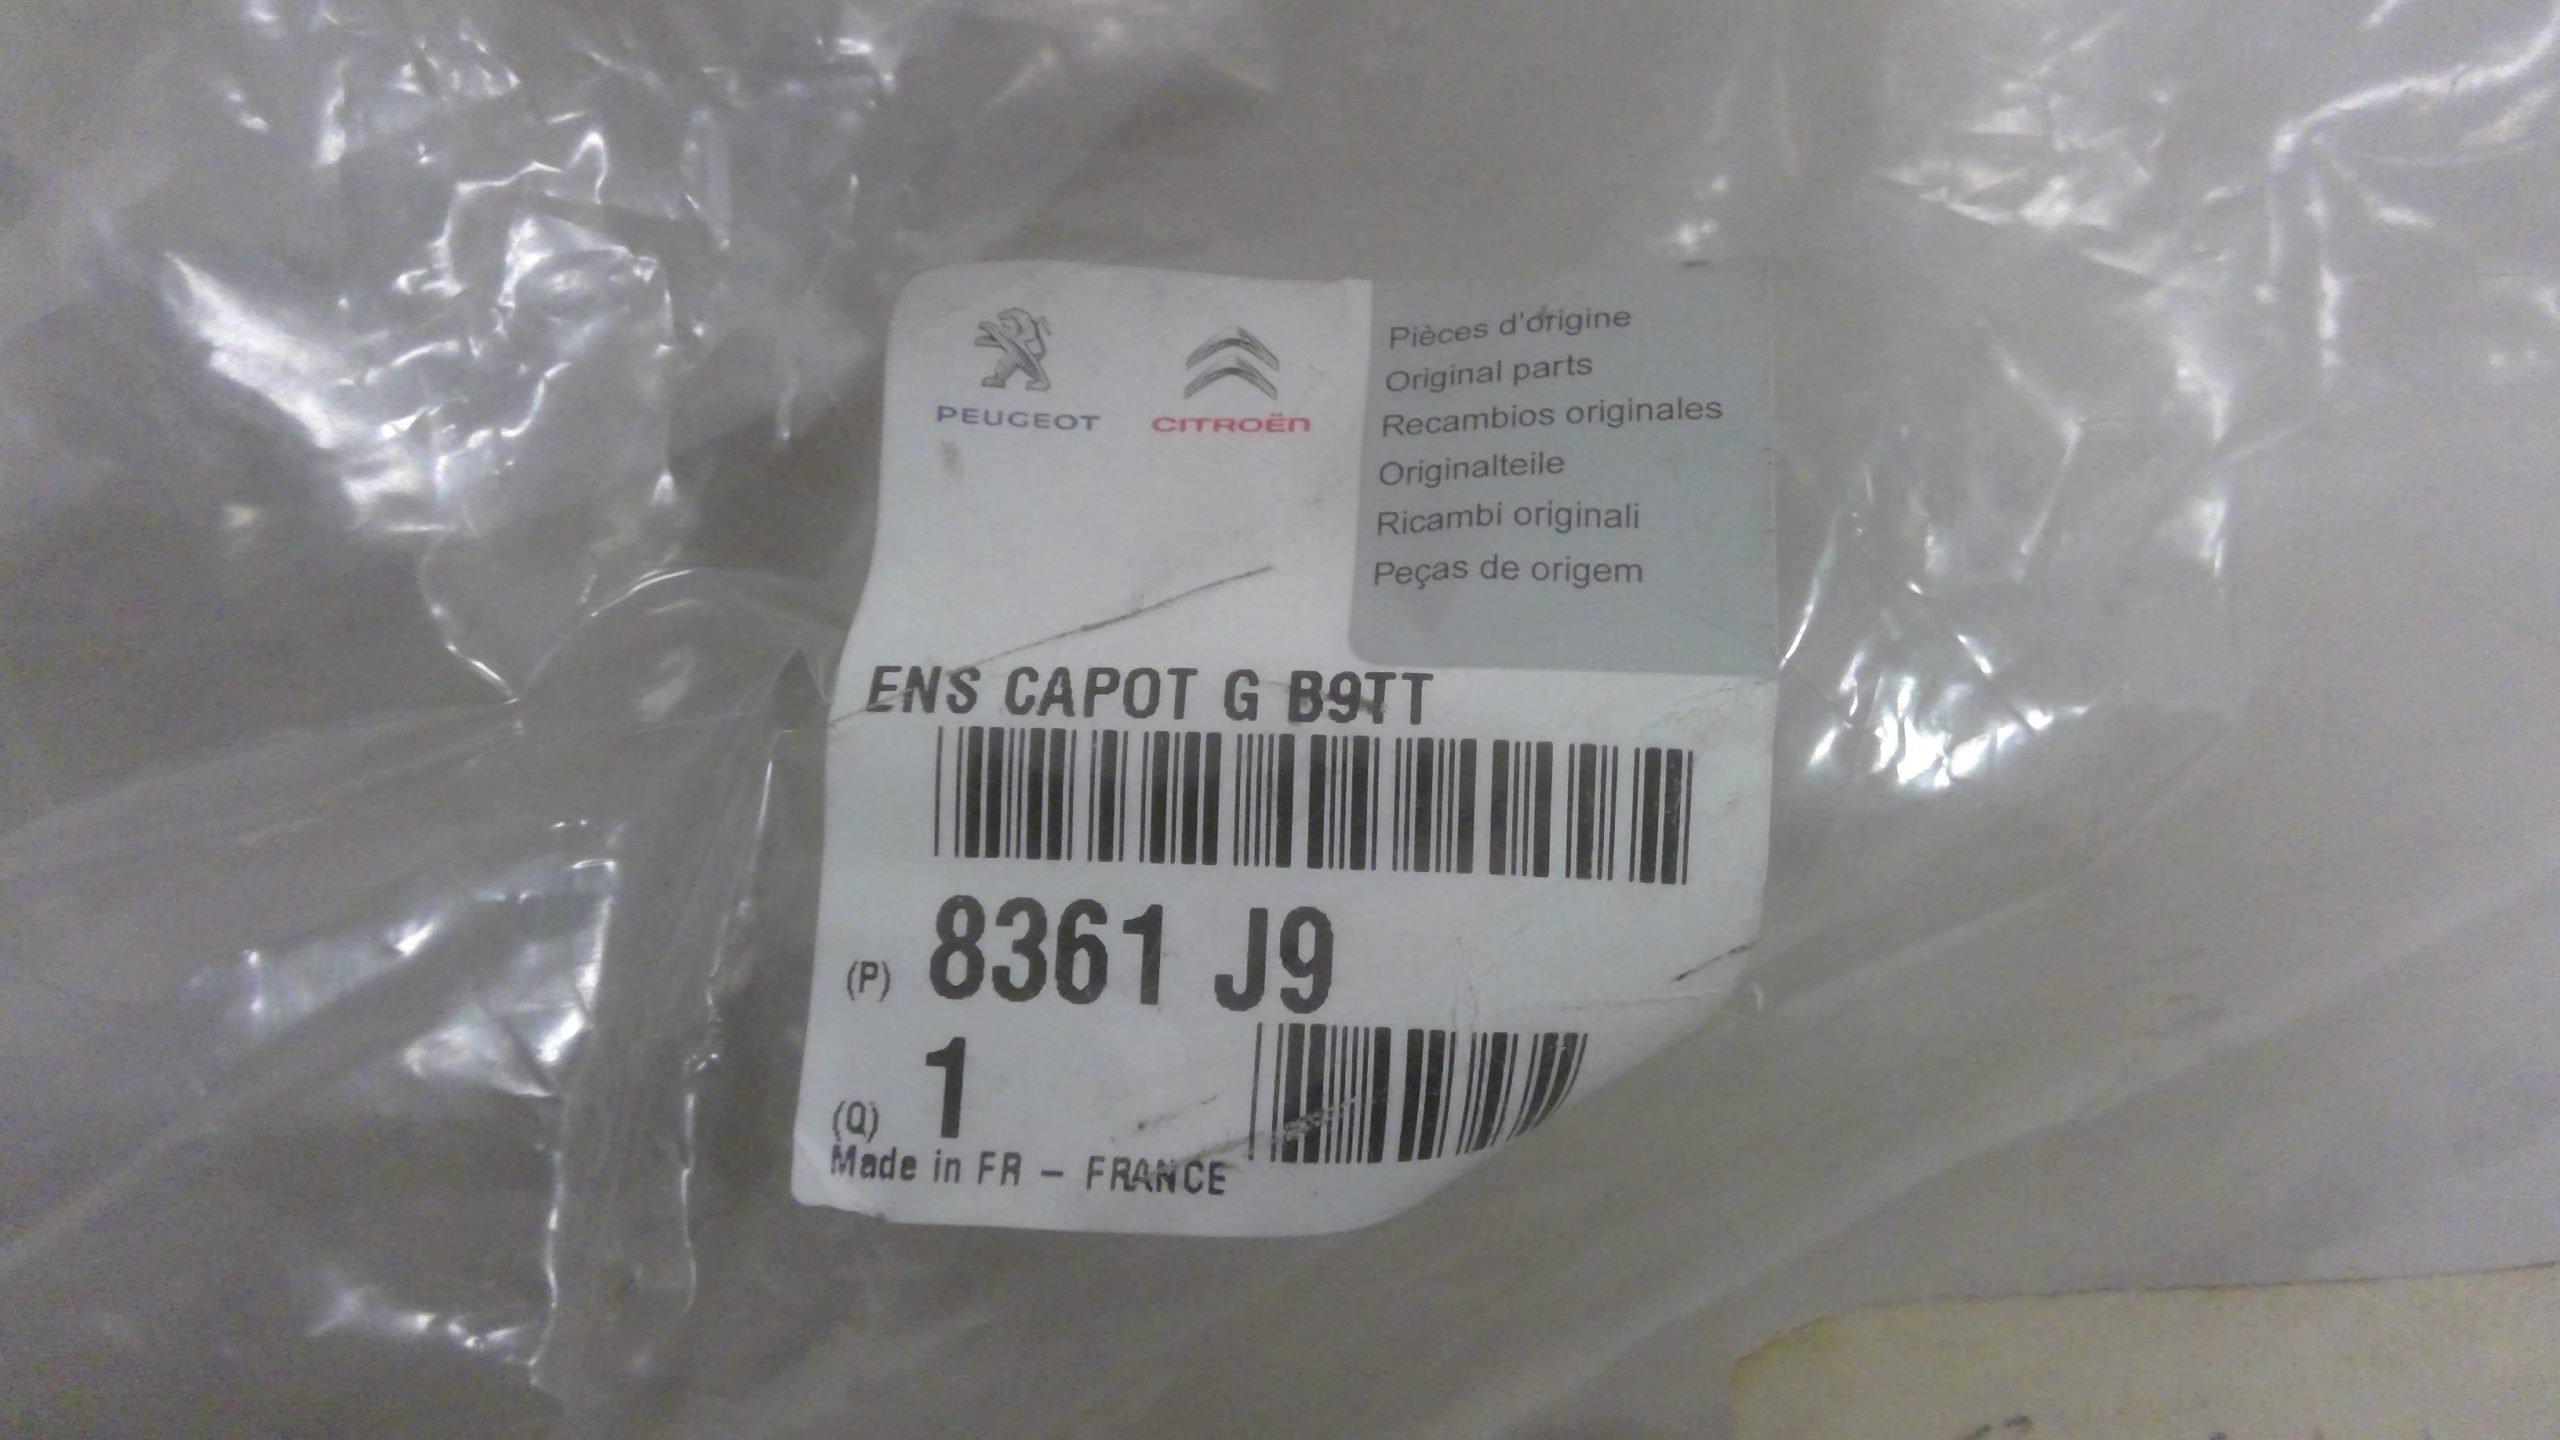 PEUGEOT
CITROËN
Pièces d'origine
Original parts
Recambios originales
Originalteile
Ricambi originali
Peças de origem
ENS CAPOT G B9TT
(P) 8361 J9
(Q) 1
Made in FR - FRANCE